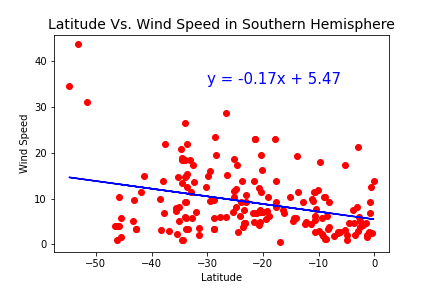 Latitude Vs. Wind Speed in Southern Hemisphere
y = -0.17x + 5.47
Wind Speed
40
30
20
10
0
−50
−40
−30
−20
−10
0
Latitude